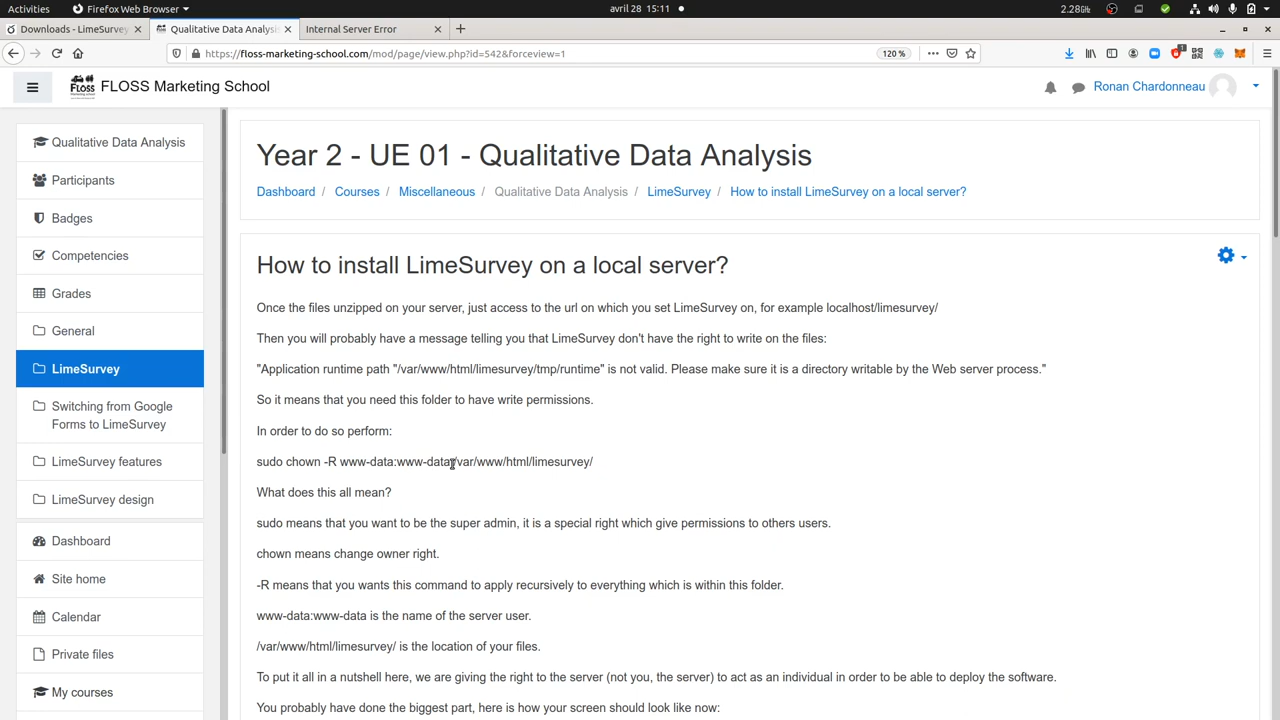 Activities
Firefox Web Browser
avril 28 15:11
2.28GHz
Downloads - LimeSurvey
Qualitative Data Analysis
Internal Server Error
https://floss-marketing-school.com/mod/page/view.php?id=542&forceview=1
120 %
1
FLOSS
FLOSS Marketing School
Ronan Chardonneau
Qualitative Data Analysis
Participants
Badges
Competencies
Grades
General
LimeSurvey
Switching from Google
Forms to LimeSurvey
LimeSurvey features
LimeSurvey design
Dashboard
Site home
Calendar
Private files
My courses
Year 2 - UE 01 - Qualitative Data Analysis
Dashboard / Courses / Miscellaneous / Qualitative Data Analysis / LimeSurvey / How to install LimeSurvey on a local server?
How to install LimeSurvey on a local server?
Once the files unzipped on your server, just access to the url on which you set LimeSurvey on, for example localhost/limesurvey/
Then you will probably have a message telling you that LimeSurvey don't have the right to write on the files:
"Application runtime path "/var/www/html/limesurvey/tmp/runtime" is not valid. Please make sure it is a directory writable by the Web server process."
So it means that you need this folder to have write permissions.
In order to do so perform:
sudo chown -R www-data:www-data /var/www/html/limesurvey/
What does this all mean?
sudo means that you want to be the super admin, it is a special right which give permissions to others users.
chown means change owner right.
-R means that you wants this command to apply recursively to everything which is within this folder.
www-data:www-data is the name of the server user.
/var/www/html/limesurvey/ is the location of your files.
To put it all in a nutshell here, we are giving the right to the server (not you, the server) to act as an individual in order to be able to deploy the software.
You probably have done the biggest part, here is how your screen should look like now: